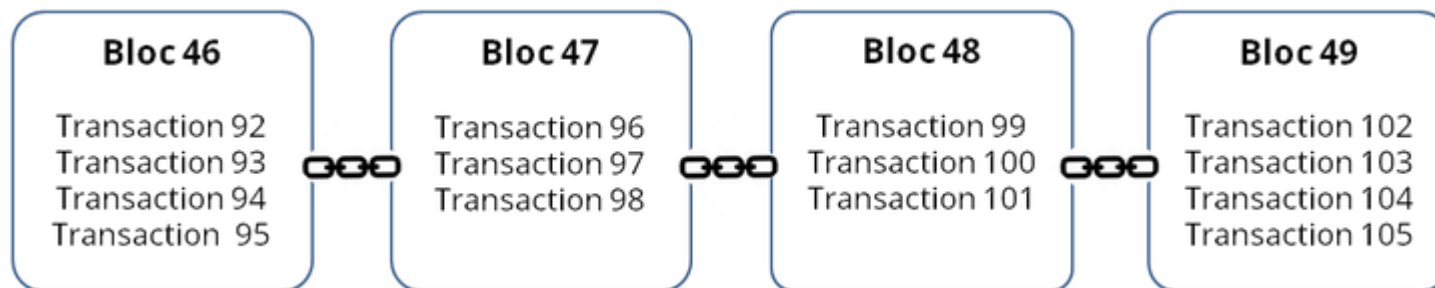 Bloc 46
Transaction 92
Transaction 93
Transaction 94
Transaction 95
Bloc 47
Transaction 96
Transaction 97
Transaction 98
Bloc 48
Transaction 99
Transaction 100
Transaction 101
Bloc 49
Transaction 102
Transaction 103
Transaction 104
Transaction 105